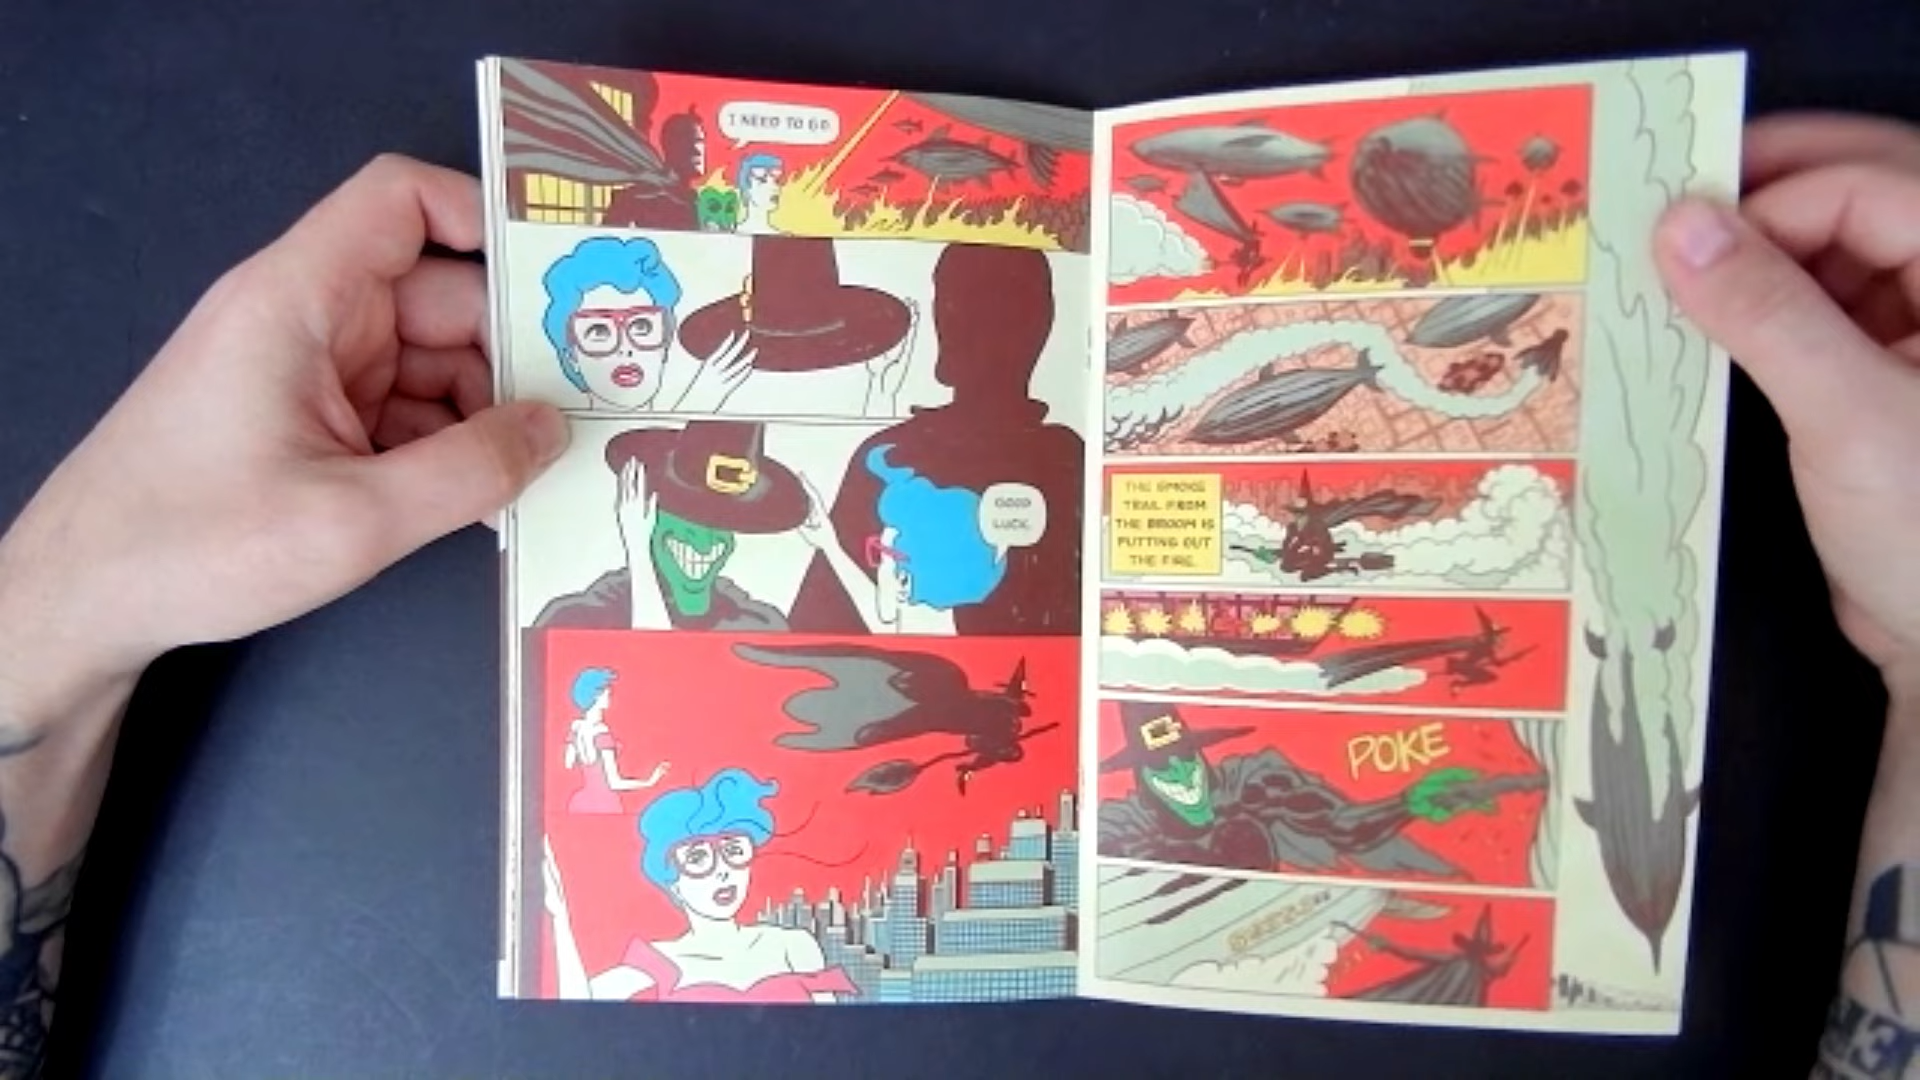 I NEED TO GO.
GOOD
LUCK.
THE SMOKE
TRAIL FROM
THE BROOM IS
PUTTING OUT
THE FIRE.
POKE